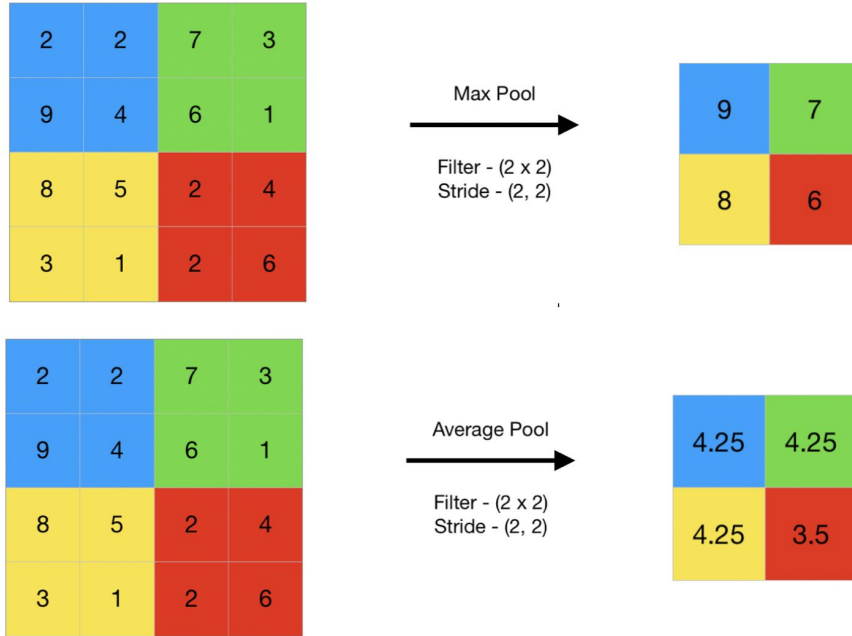 2 2 7 3
9 4 6 1
8 5 2 4
3 1 2 6
Max Pool
Filter - (2 x 2)
Stride - (2, 2)
9 7
8 6
2 2 7 3
9 4 6 1
8 5 2 4
3 1 2 6
Average Pool
Filter - (2 x 2)
Stride - (2, 2)
4.25 4.25
4.25 3.5